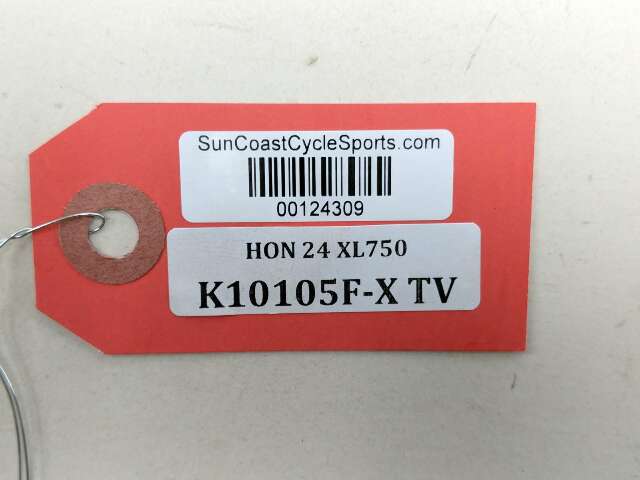 SunCoastCycleSports.com
00124309
HON 24 XL750
K10105F-X TV